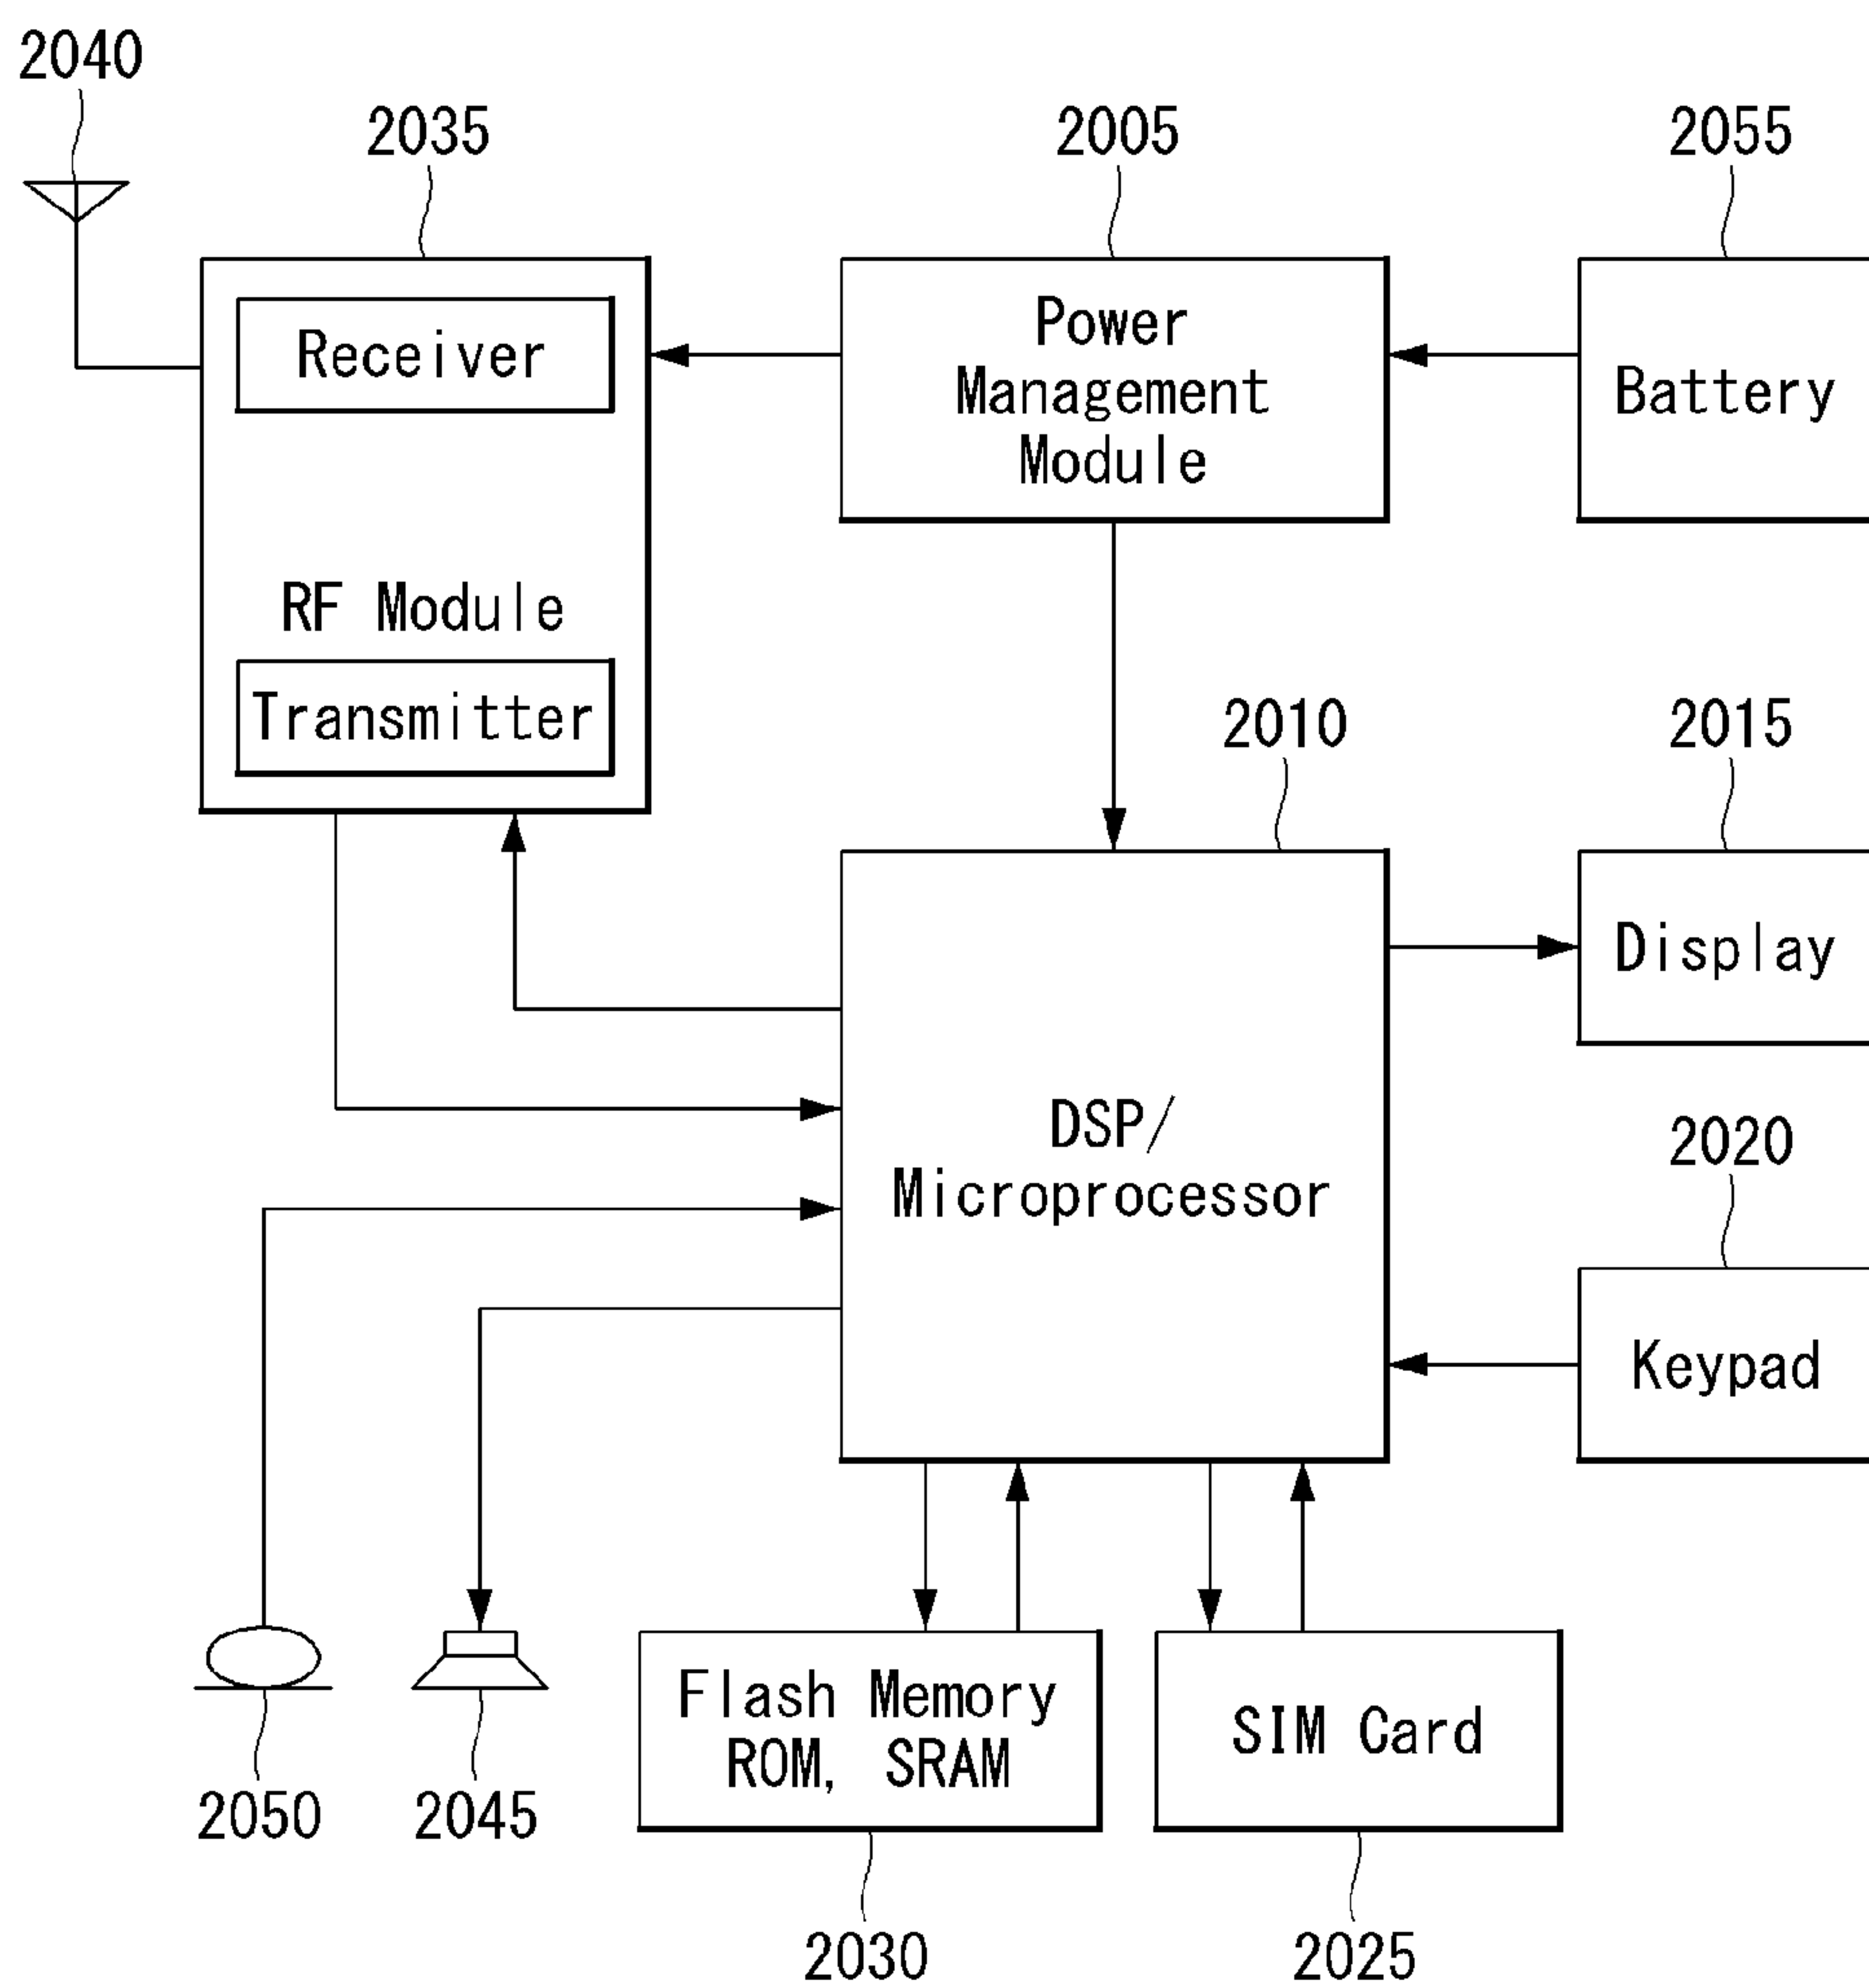 2040
2035
2005
2055
Receiver
Power
Management
Module
Battery
RF Module
Transmitter
2010
2015
Display
DSP/
Microprocessor
2020
Keypad
Flash Memory
ROM, SRAM
SIM Card
2050
2045
2030
2025